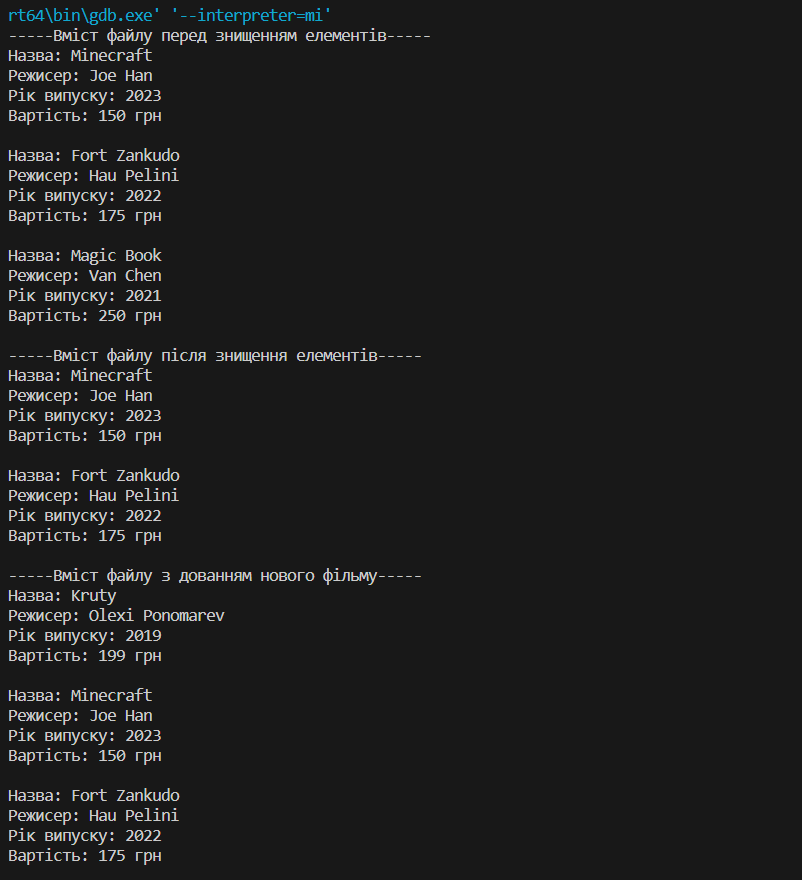 rt64\bin\gdb.exe' '--interpreter=mi'
-----Вміст файлу перед знищенням елементів-----
Назва: Minecraft
Режисер: Joe Han
Рік випуску: 2023
Вартість: 150 грн
Назва: Fort Zankudo
Режисер: Hau Pelini
Рік випуску: 2022
Вартість: 175 грн
Назва: Magic Book
Режисер: Van Chen
Рік випуску: 2021
Вартість: 250 грн
-----Вміст файлу після знищення елементів-----
Назва: Minecraft
Режисер: Joe Han
Рік випуску: 2023
Вартість: 150 грн
Назва: Fort Zankudo
Режисер: Hau Pelini
Рік випуску: 2022
Вартість: 175 грн
-----Вміст файлу з дованням нового фільму-----
Назва: Kruty
Режисер: Olexi Ponomarev
Рік випуску: 2019
Вартість: 199 грн
Назва: Minecraft
Режисер: Joe Han
Рік випуску: 2023
Вартість: 150 грн
Назва: Fort Zankudo
Режисер: Hau Pelini
Рік випуску: 2022
Вартість: 175 грн